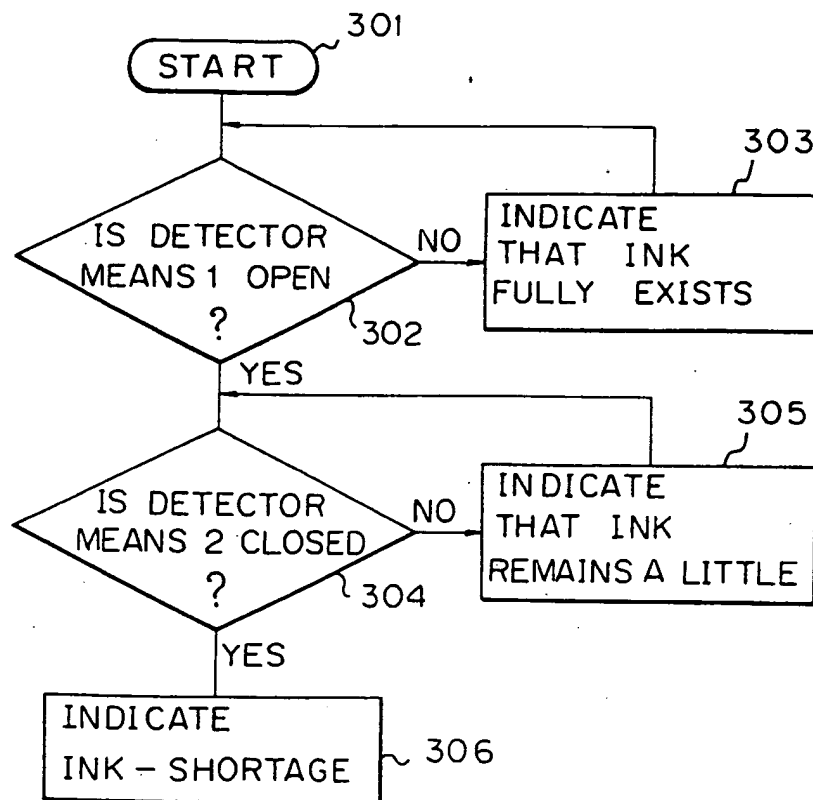 301
START
303
IS DETECTOR
MEANS 1 OPEN
?
302
NO
INDICATE
THAT INK
FULLY EXISTS
YES
305
IS DETECTOR
MEANS 2 CLOSED
?
304
NO
INDICATE
THAT INK
REMAINS A LITTLE
YES
INDICATE
INK-SHORTAGE
306